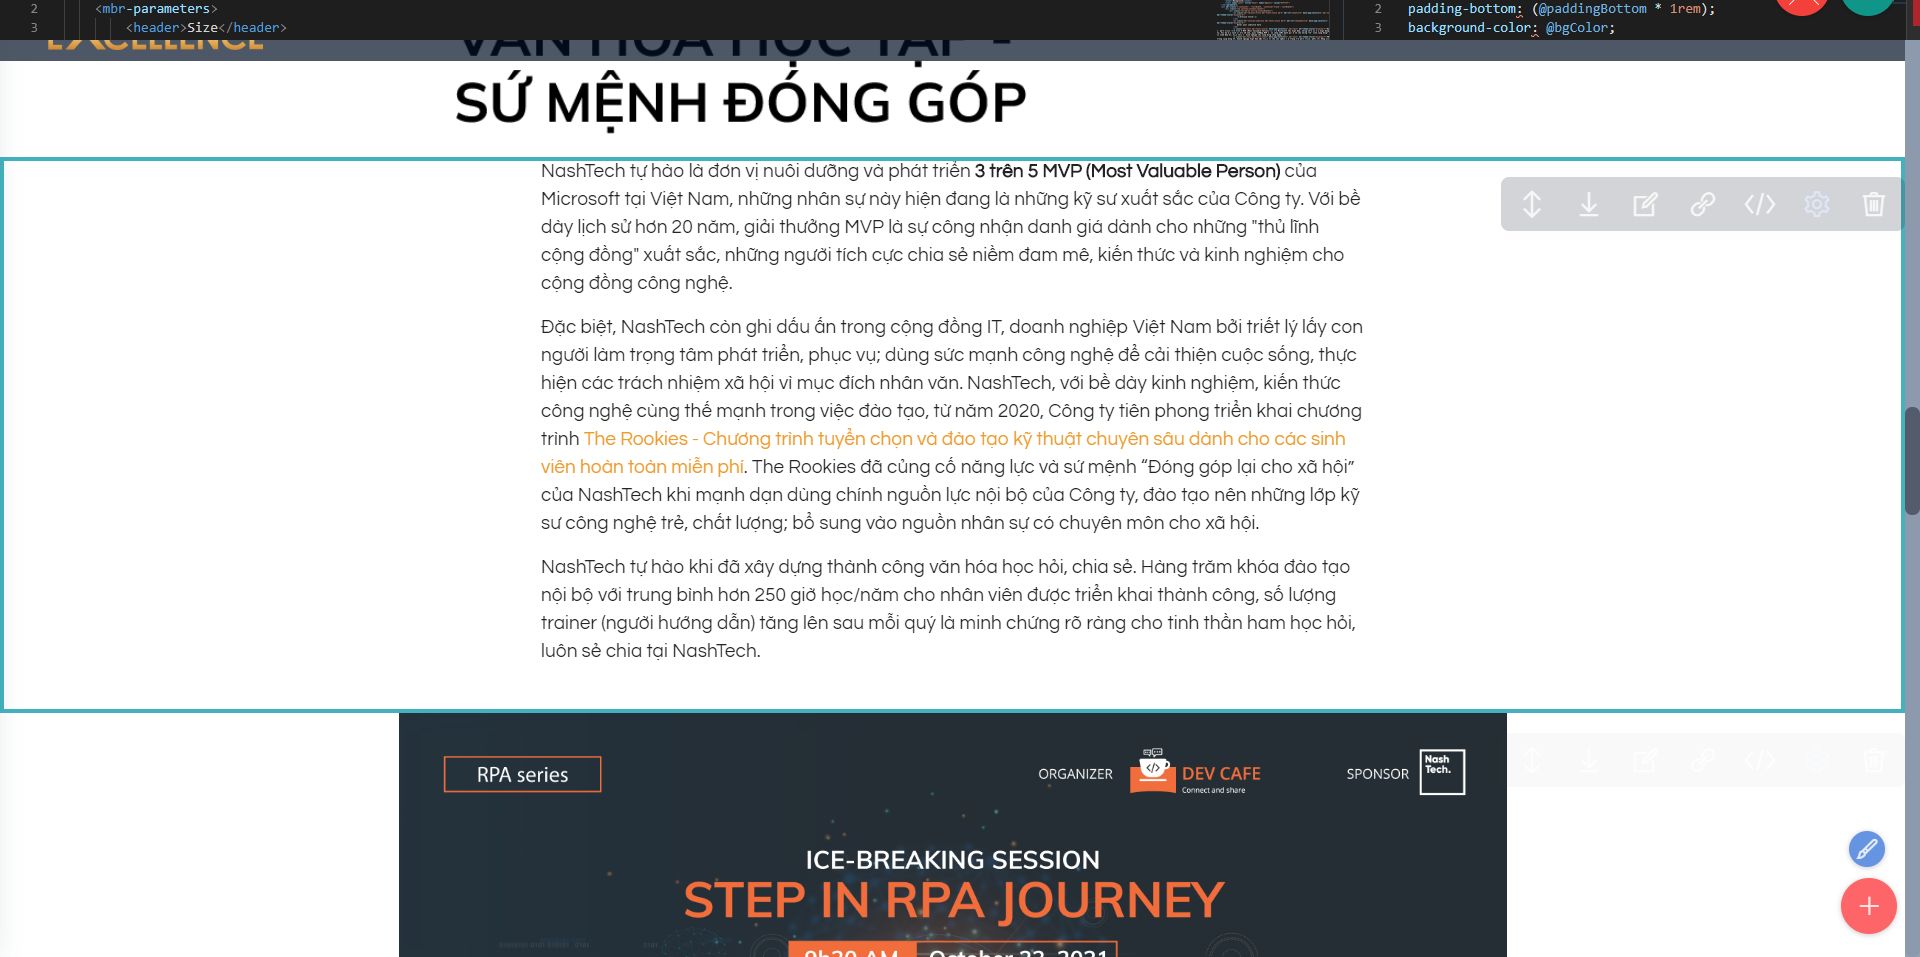 2 <mbr-parameters>
3 <header>Size</header>
2 padding-bottom: (@paddingBottom * 1rem);
3 background-color: @bgColor;
EXCELLENCE
VĂN HÓA HỌC TẬP -
SỨ MỆNH ĐÓNG GÓP
NashTech tự hào là đơn vị nuôi dưỡng và phát triển 3 trên 5 MVP (Most Valuable Person) của
Microsoft tại Việt Nam, những nhân sự này hiện đang là những kỹ sư xuất sắc của Công ty. Với bề
dày lịch sử hơn 20 năm, giải thưởng MVP là sự công nhận danh giá dành cho những "thủ lĩnh
cộng đồng" xuất sắc, những người tích cực chia sẻ niềm đam mê, kiến thức và kinh nghiệm cho
cộng đồng công nghệ.
Đặc biệt, NashTech còn ghi dấu ấn trong cộng đồng IT, doanh nghiệp Việt Nam bởi triết lý lấy con
người làm trọng tâm phát triển, phục vụ; dùng sức mạnh công nghệ để cải thiện cuộc sống, thực
hiện các trách nhiệm xã hội vì mục đích nhân văn. NashTech, với bề dày kinh nghiệm, kiến thức
công nghệ cùng thế mạnh trong việc đào tạo, từ năm 2020, Công ty tiên phong triển khai chương
trình The Rookies - Chương trình tuyển chọn và đào tạo kỹ thuật chuyên sâu dành cho các sinh
viên hoàn toàn miễn phí. The Rookies đã củng cố năng lực và sứ mệnh “Đóng góp lại cho xã hội”
của NashTech khi mạnh dạn dùng chính nguồn lực nội bộ của Công ty, đào tạo nên những lớp kỹ
sư công nghệ trẻ, chất lượng; bổ sung vào nguồn nhân sự có chuyên môn cho xã hội.
NashTech tự hào khi đã xây dựng thành công văn hóa học hỏi, chia sẻ. Hàng trăm khóa đào tạo
nội bộ với trung bình hơn 250 giờ học/năm cho nhân viên được triển khai thành công, số lượng
trainer (người hướng dẫn) tăng lên sau mỗi quý là minh chứng rõ ràng cho tinh thần ham học hỏi,
luôn sẻ chia tại NashTech.
RPA series
ORGANIZER
DEV CAFE
Connect and share
SPONSOR
Nash
Tech.
ICE-BREAKING SESSION
STEP IN RPA JOURNEY
9h30 AM October 23, 2021